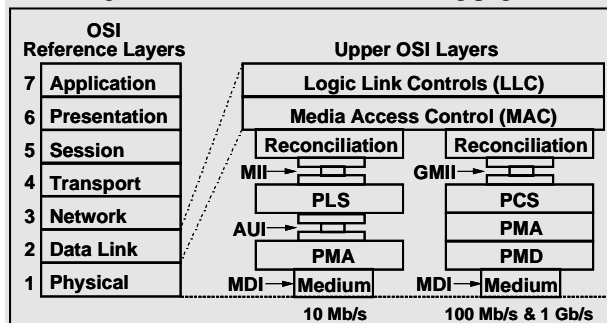 OSI
Reference Layers
7 Application
6 Presentation
5 Session
4 Transport
3 Network
2 Data Link
1 Physical
Upper OSI Layers
Logic Link Controls (LLC)
Media Access Control (MAC)
Reconciliation
MII
PLS
AUI
PMA
MDI
Medium
10 Mb/s
Reconciliation
GMII
PCS
PMA
PMD
MDI
Medium
100 Mb/s & 1 Gb/s